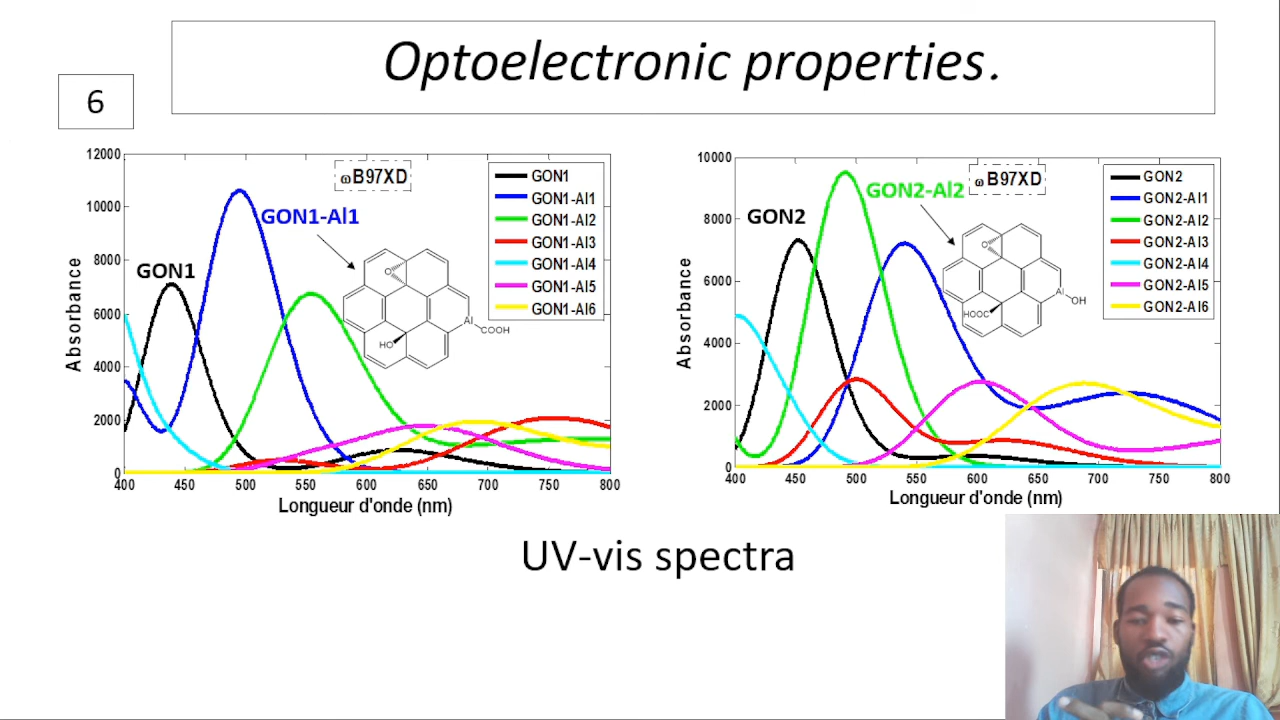 Optoelectronic properties.
6
12000
10000
8000
6000
4000
2000
0
Absorbance
400 450 500 550 600 650 700 750 800
Longueur d'onde (nm)
ωB97XD
GON1
GON1-Al1
O
HO
Al
COOH
GON1
GON1-Al1
GON1-Al2
GON1-Al3
GON1-Al4
GON1-Al5
GON1-Al6
10000
8000
6000
4000
2000
0
Absorbance
400 450 500 550 600 650 700 750 800
Longueur d'onde (nm)
ωB97XD
GON2
GON2-Al2
O
HOOC
Al
OH
GON2
GON2-Al1
GON2-Al2
GON2-Al3
GON2-Al4
GON2-Al5
GON2-Al6
UV-vis spectra